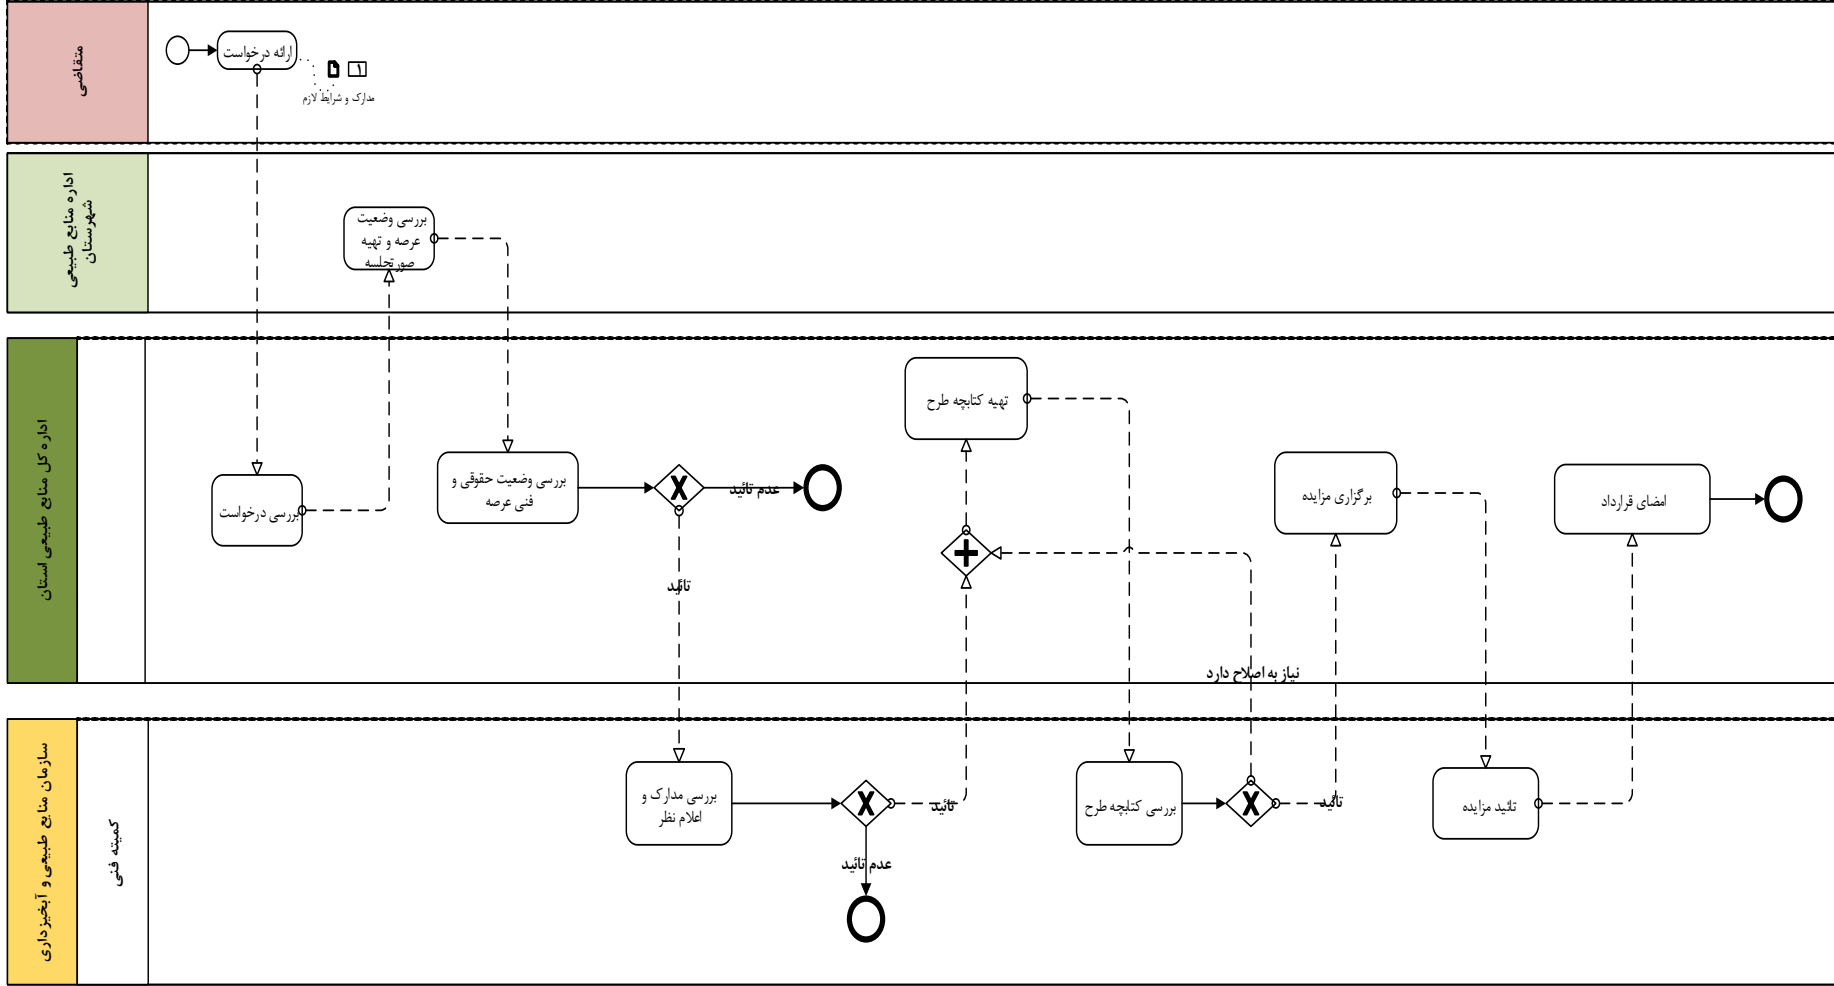 متقاضی
ارائه درخواست
۱
مدارک و شرایط لازم
اداره منابع طبیعی
شهرستان
بررسی وضعیت
عرصه و تهیه
صورتجلسه
اداره کل منابع طبیعی استان
بررسی درخواست
بررسی وضعیت حقوقی و
فنی عرصه
عدم تائید
تائید
تهیه کتابچه طرح
نیاز به اصلاح دارد
برگزاری مزایده
امضای قرارداد
سازمان منابع طبیعی و آبخیزداری
کمیته فنی
بررسی مدارک و
اعلام نظر
تائید
عدم تائید
بررسی کتابچه طرح
تائید
تائید مزایده